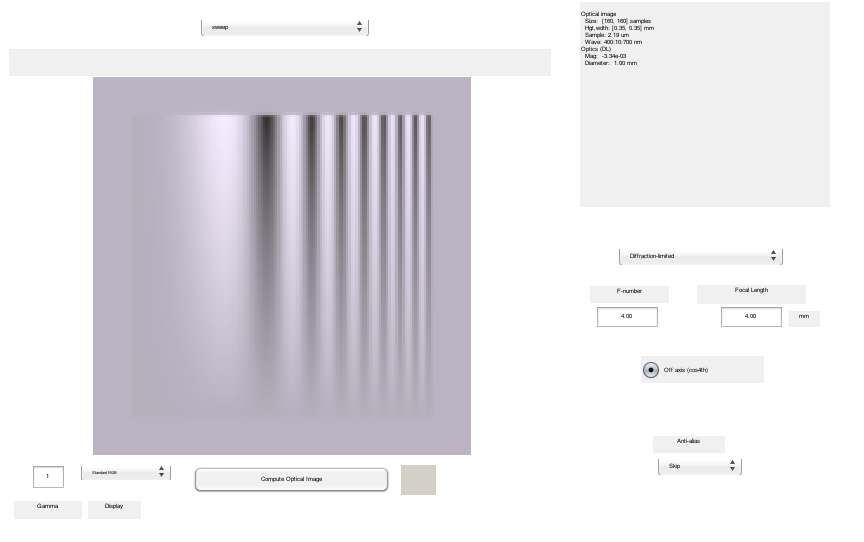 sweep
Optical image
Size: [160, 160] samples
Hgt,wdth: [0.35, 0.35] mm
Sample: 2.19 um
Wave: 400:10:700 nm
Optics (DL)
Mag: -3.34e-03
Diameter: 1.00 mm
Diffraction-limited
F-number
Focal Length
4.00
4.00
mm
Off axis (cos4th)
Anti-alias
Skip
1
Standard RGB
Compute Optical Image
Gamma
Display